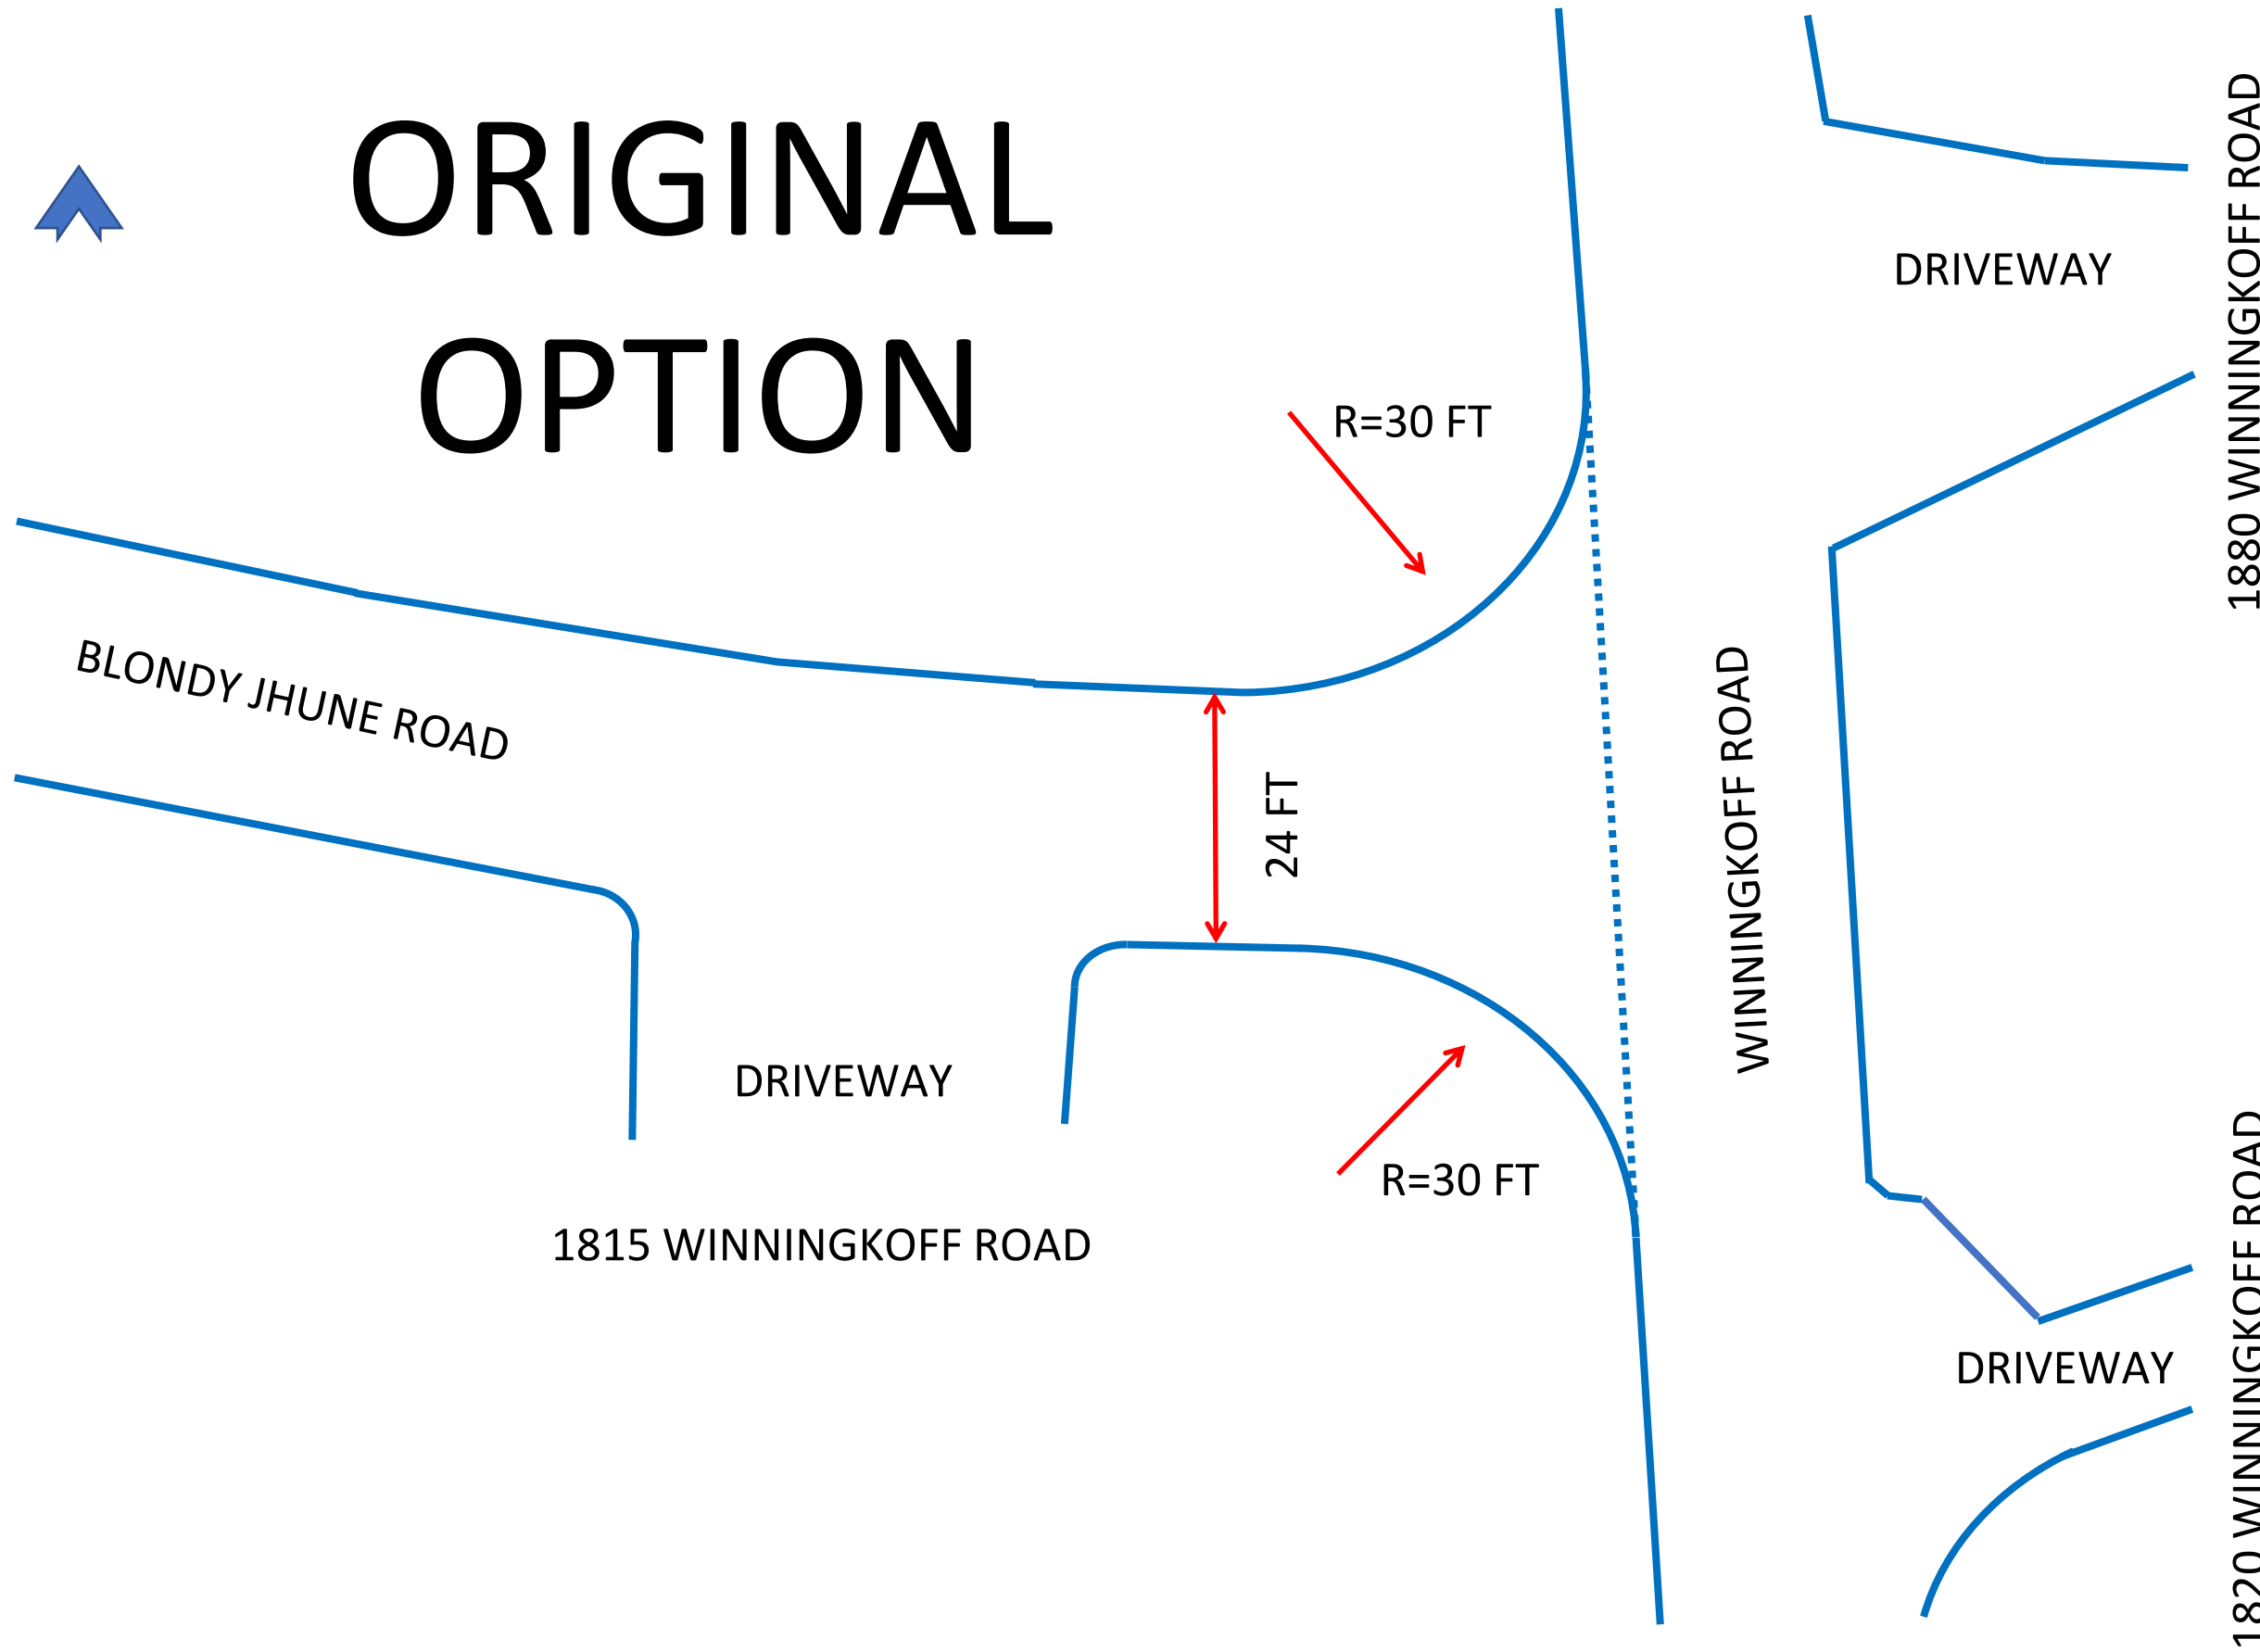 ORIGINAL
OPTION
DRIVEWAY
1880 WINNINGKOFF ROAD
R=30 FT
BLONDY JHUNE ROAD
24 FT
WINNINGKOFF ROAD
DRIVEWAY
R=30 FT
1815 WINNINGKOFF ROAD
DRIVEWAY
1820 WINNINGKOFF ROAD